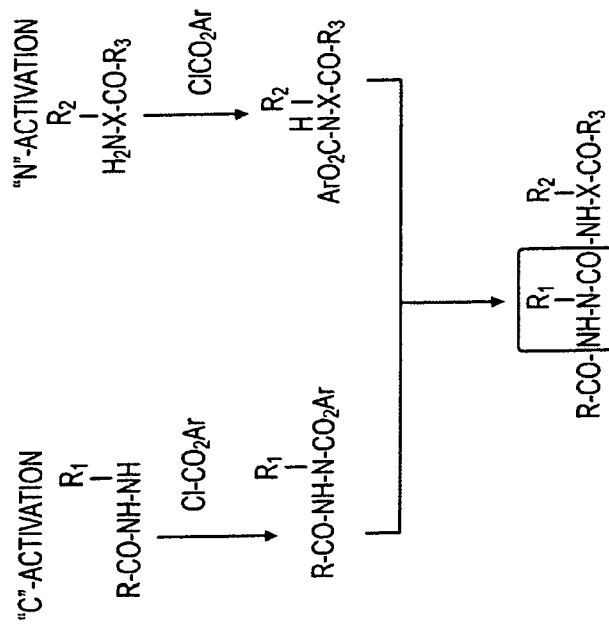 "C"-ACTIVATION
R₁
R-CO-NH-NH
Cl-CO₂Ar
R₁
R-CO-NH-N-CO₂Ar
"N"-ACTIVATION
R₂
H₂N-X-CO-R₃
ClCO₂Ar
R₂
H
ArO₂C-N-X-CO-R₃
R₁
R₂
R-CO-NH-N-CO-NH-X-CO-R₃